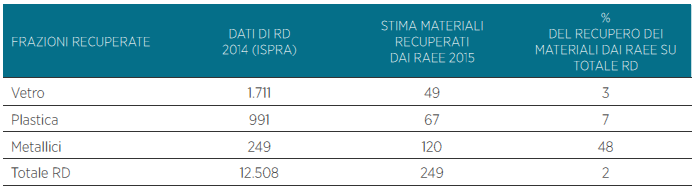 FRAZIONI RECUPERATE
DATI DI RD
2014 (ISPRA)
STIMA MATERIALI
RECUPERATI
DAI RAEE 2015
%
DEL RECUPERO DEI
MATERIALI DAI RAEE SU
TOTALE RD
Vetro 1.711 49 3
Plastica 991 67 7
Metallici 249 120 48
Totale RD 12.508 249 2